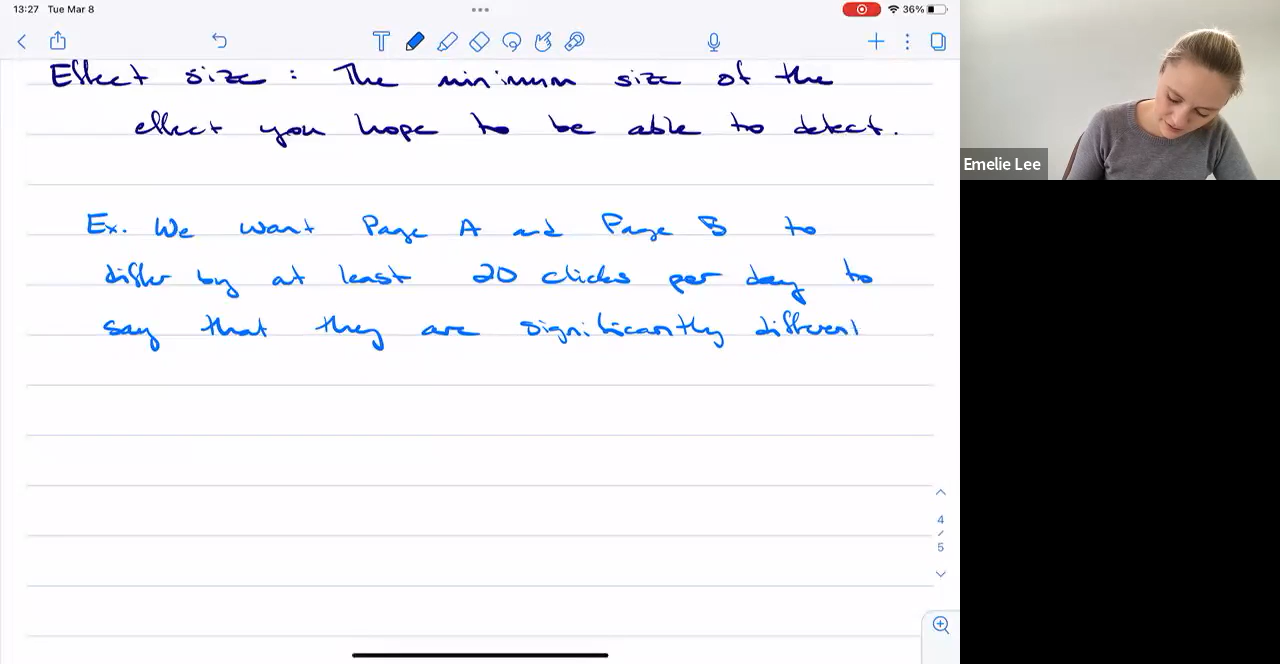 13:27 Tue Mar 8
36%
Effect size : The minimum size of the
effect you hope to be able to detect.
Ex. We want Page A and Page B to
differ by at least 20 clicks per day to
say that they are significantly different
4
/
5
Emelie Lee